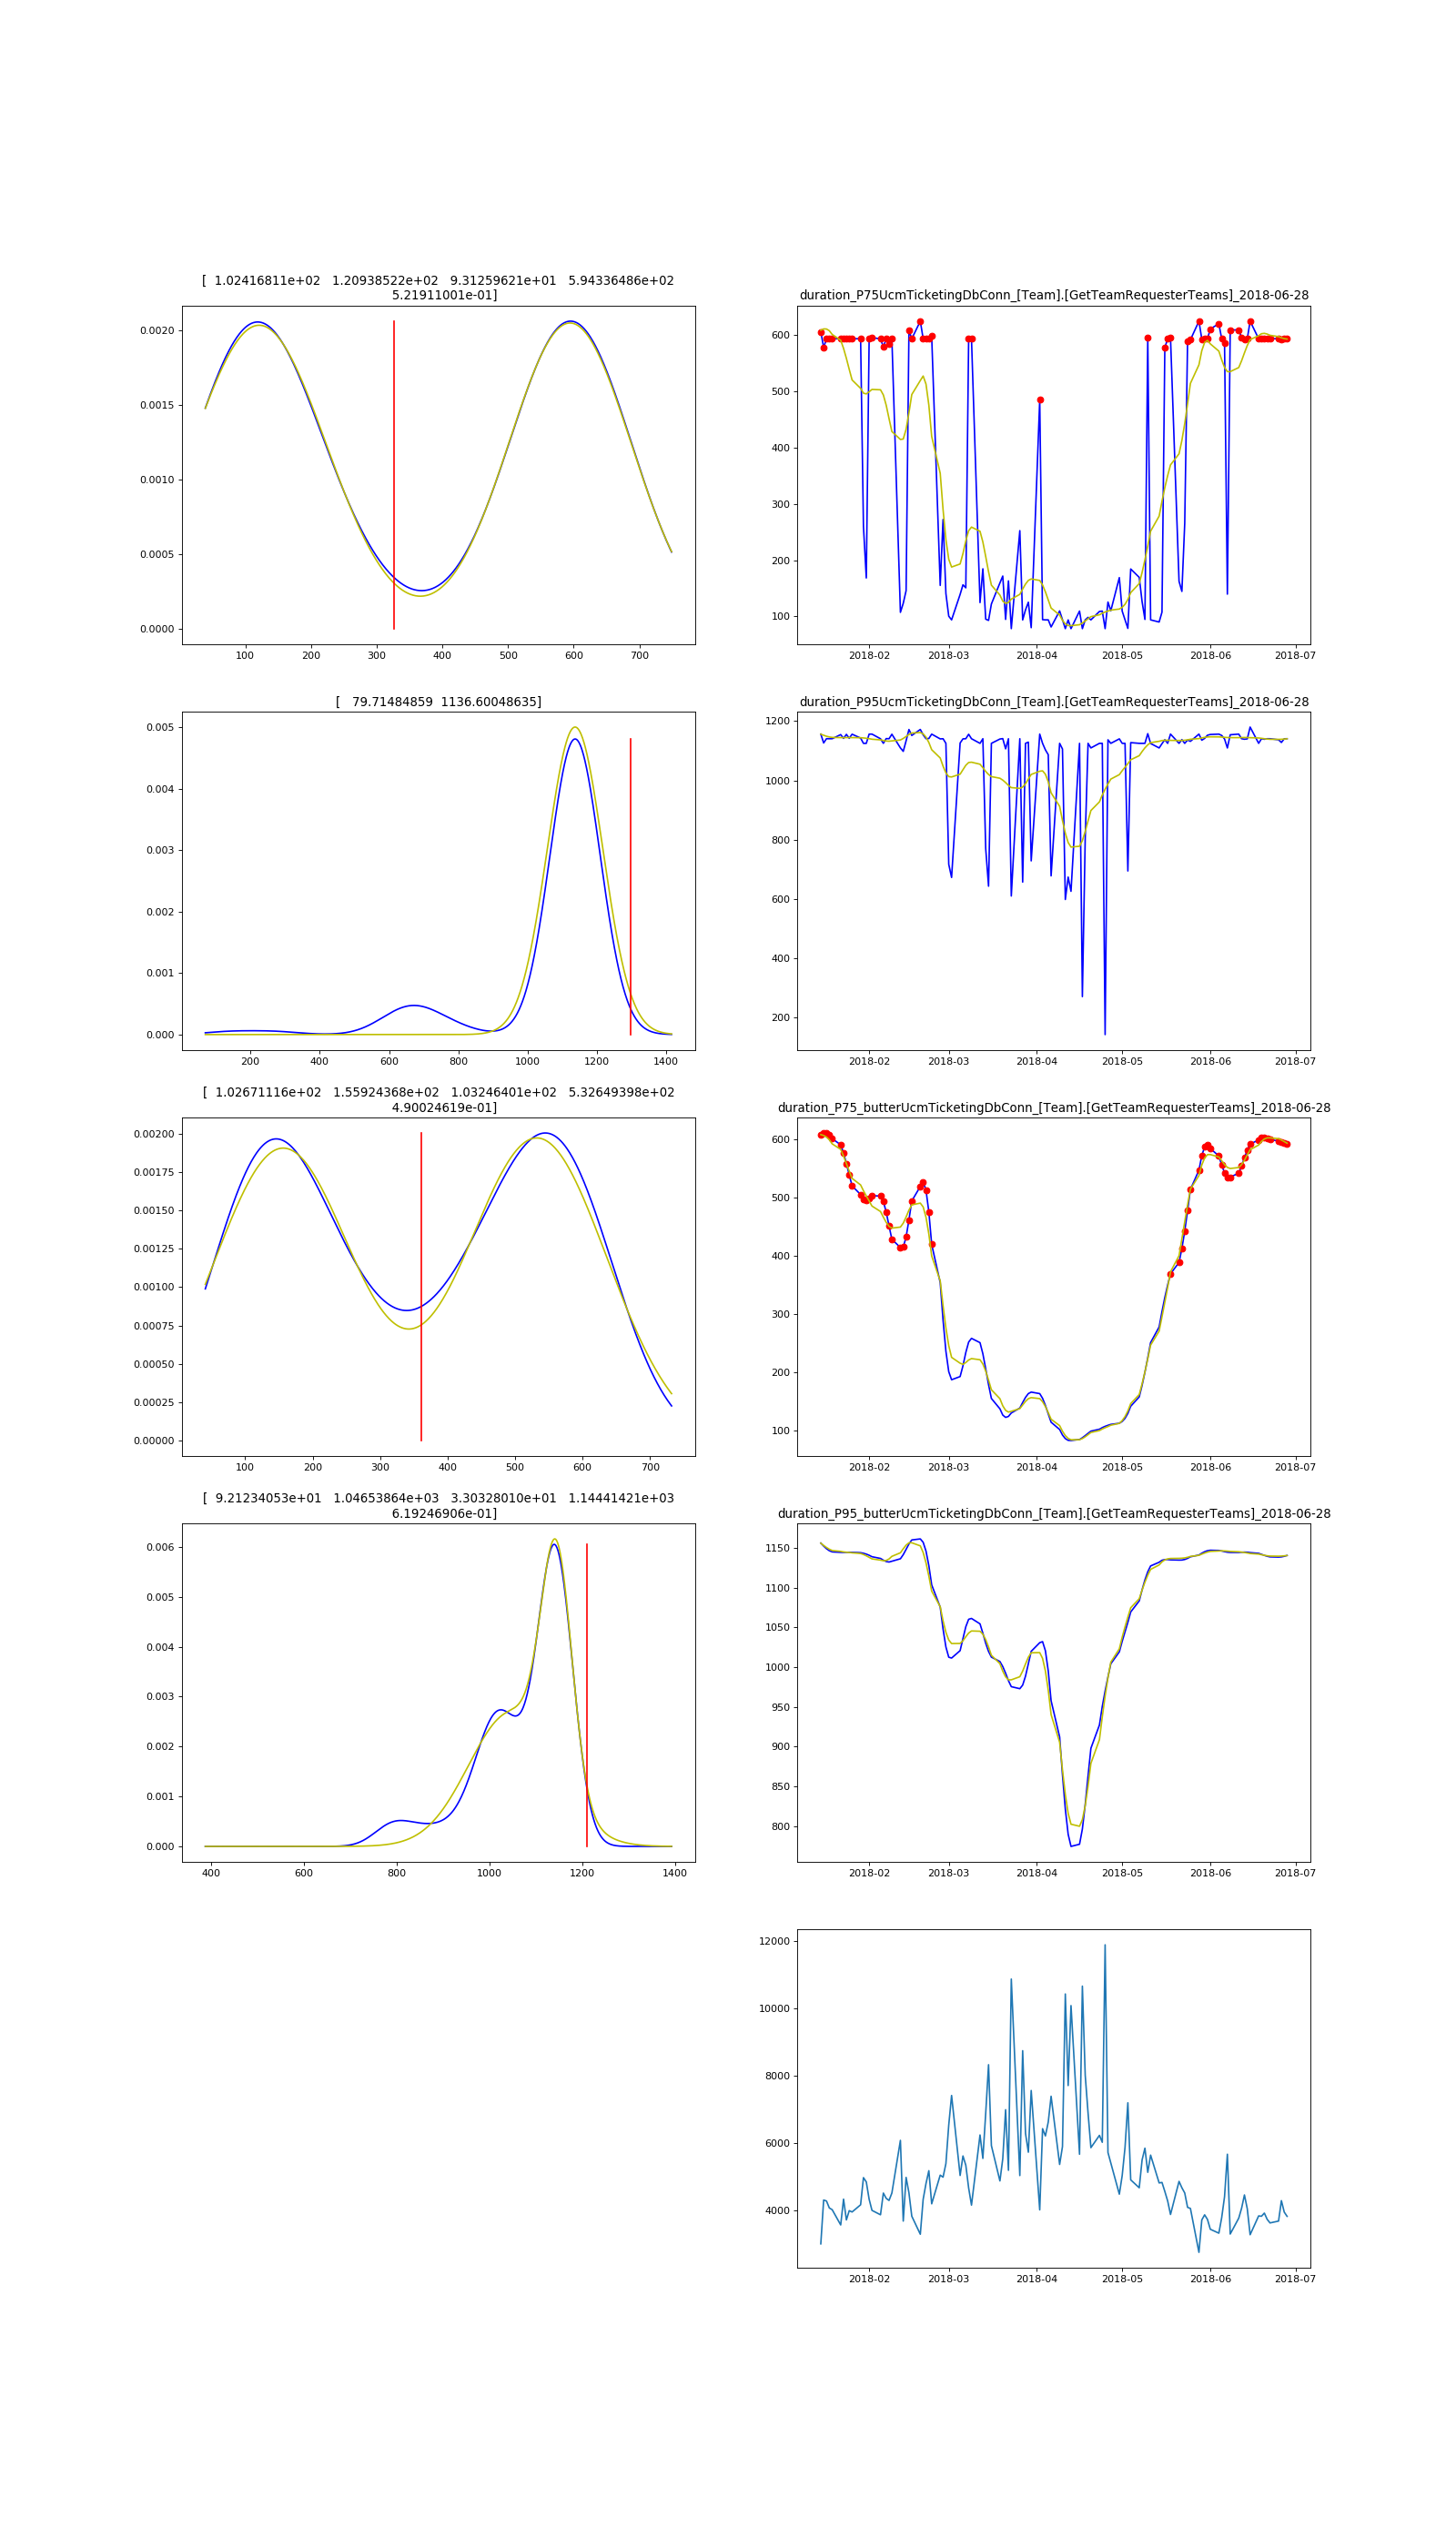 [  1.02416811e+02   1.20938522e+02   9.31259621e+01   5.94336486e+02
5.21911001e-01]
0.0020
0.0015
0.0010
0.0005
0.0000
100 200 300 400 500 600 700
duration_P75UcmTicketingDbConn_[Team].[GetTeamRequesterTeams]_2018-06-28
600
500
400
300
200
100
2018-02 2018-03 2018-04 2018-05 2018-06 2018-07
[   79.71484859  1136.60048635]
0.005
0.004
0.003
0.002
0.001
0.000
200 400 600 800 1000 1200 1400
duration_P95UcmTicketingDbConn_[Team].[GetTeamRequesterTeams]_2018-06-28
1200
1000
800
600
400
200
2018-02 2018-03 2018-04 2018-05 2018-06 2018-07
[  1.02671116e+02   1.55924368e+02   1.03246401e+02   5.32649398e+02
4.90024619e-01]
0.00200
0.00175
0.00150
0.00125
0.00100
0.00075
0.00050
0.00025
0.00000
100 200 300 400 500 600 700
duration_P75_butterUcmTicketingDbConn_[Team].[GetTeamRequesterTeams]_2018-06-28
600
500
400
300
200
100
2018-02 2018-03 2018-04 2018-05 2018-06 2018-07
[  9.21234053e+01   1.04653864e+03   3.30328010e+01   1.14441421e+03
6.19246906e-01]
0.006
0.005
0.004
0.003
0.002
0.001
0.000
400 600 800 1000 1200 1400
duration_P95_butterUcmTicketingDbConn_[Team].[GetTeamRequesterTeams]_2018-06-28
1150
1100
1050
1000
950
900
850
800
2018-02 2018-03 2018-04 2018-05 2018-06 2018-07
12000
10000
8000
6000
4000
2018-02 2018-03 2018-04 2018-05 2018-06 2018-07